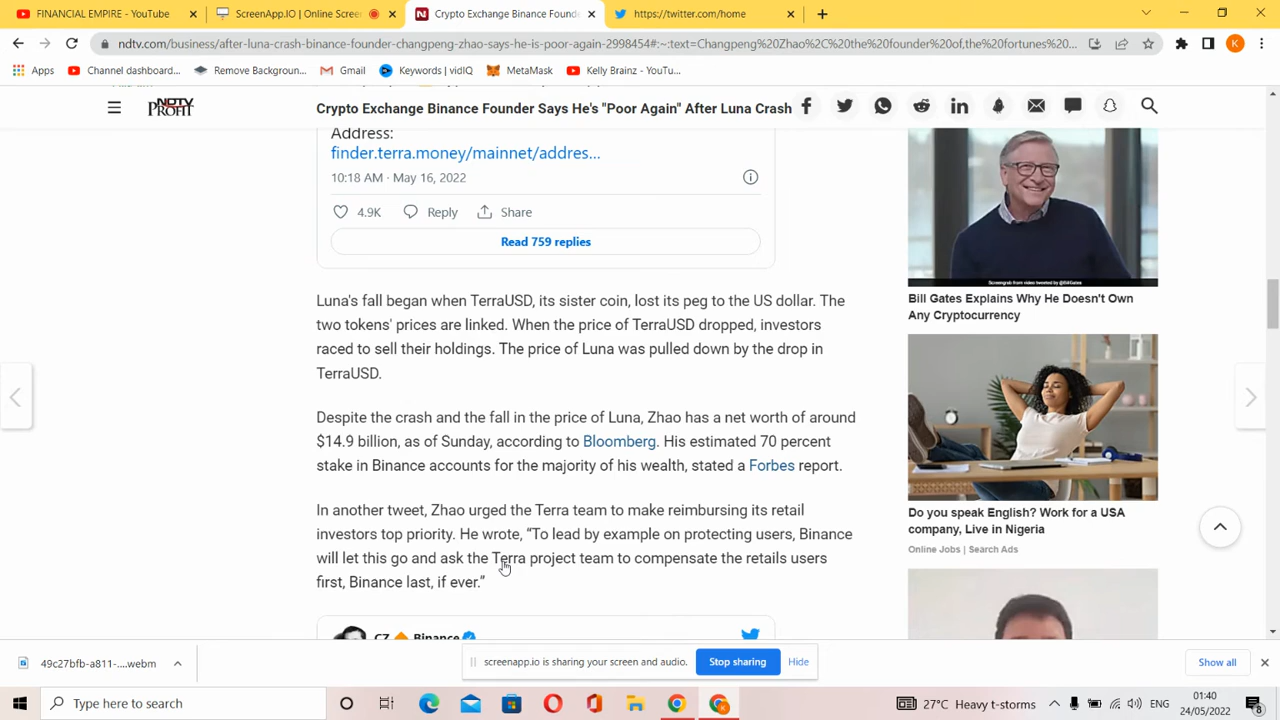 FINANCIAL EMPIRE - YouTube
ScreenApp.IO | Online Scree
Crypto Exchange Binance Found
https://twitter.com/home
ndtv.com/business/after-luna-crash-binance-founder-changpeng-zhao-says-he-is-poor-again-2998454#:~:text=Changpeng%20Zhao%2C%20the%20founder%20of,the%20fortunes%20...
K
Apps
Channel dashboard...
Remove Backgroun...
Gmail
Keywords | vidIQ
MetaMask
Kelly Brainz - YouTu...
NDTV PROFIT
Crypto Exchange Binance Founder Says He's "Poor Again" After Luna Crash
Address:
finder.terra.money/mainnet/addres...
10:18 AM · May 16, 2022
4.9K
Reply
Share
Read 759 replies
Luna's fall began when TerraUSD, its sister coin, lost its peg to the US dollar. The
two tokens' prices are linked. When the price of TerraUSD dropped, investors
raced to sell their holdings. The price of Luna was pulled down by the drop in
TerraUSD.
Despite the crash and the fall in the price of Luna, Zhao has a net worth of around
$14.9 billion, as of Sunday, according to Bloomberg. His estimated 70 percent
stake in Binance accounts for the majority of his wealth, stated a Forbes report.
In another tweet, Zhao urged the Terra team to make reimbursing its retail
investors top priority. He wrote, “To lead by example on protecting users, Binance
will let this go and ask the Terra project team to compensate the retails users
first, Binance last, if ever.”
CZ Binance
Screengrab from video tweeted by @BillGates
Bill Gates Explains Why He Doesn't Own
Any Cryptocurrency
Do you speak English? Work for a USA
company, Live in Nigeria
Online Jobs | Search Ads
49c27bfb-a811-....webm
screenapp.io is sharing your screen and audio.
Stop sharing
Hide
Show all
Type here to search
27°C Heavy t-storms
ENG
01:40
24/05/2022
8